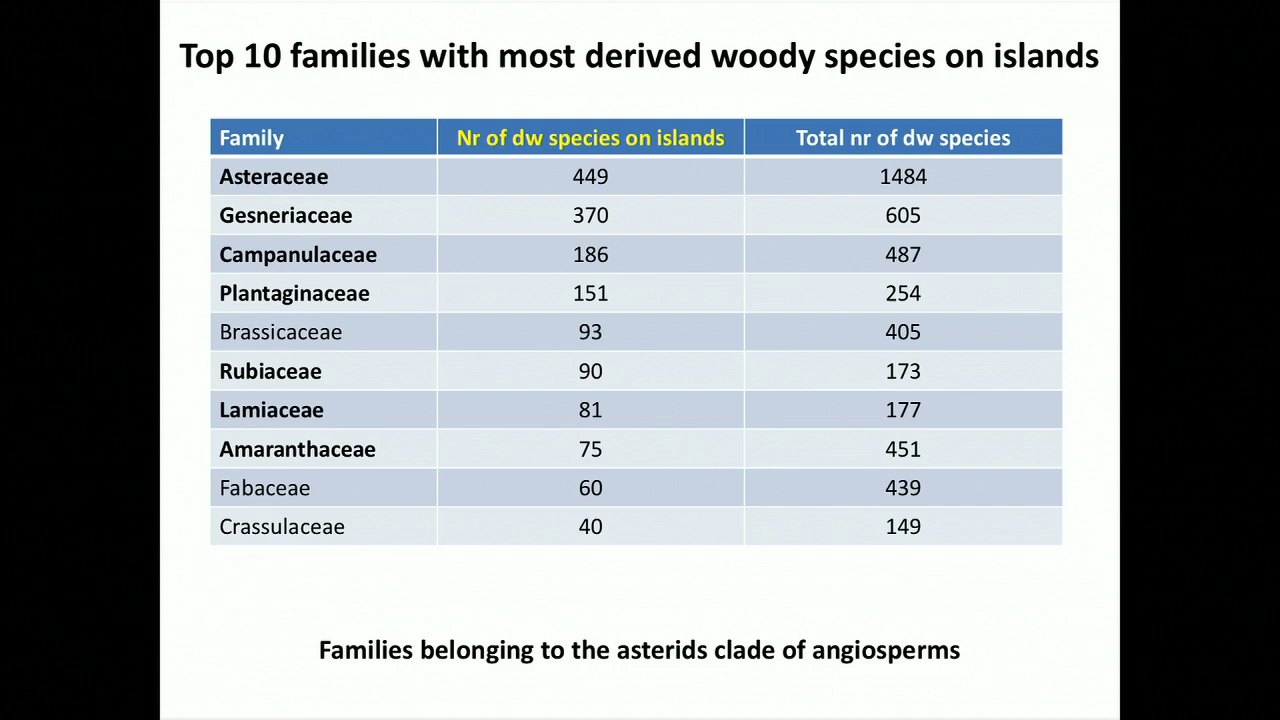 Top 10 families with most derived woody species on islands
Family Nr of dw species on islands Total nr of dw species
Asteraceae 449 1484
Gesneriaceae 370 605
Campanulaceae 186 487
Plantaginaceae 151 254
Brassicaceae 93 405
Rubiaceae 90 173
Lamiaceae 81 177
Amaranthaceae 75 451
Fabaceae 60 439
Crassulaceae 40 149
Families belonging to the asterids clade of angiosperms